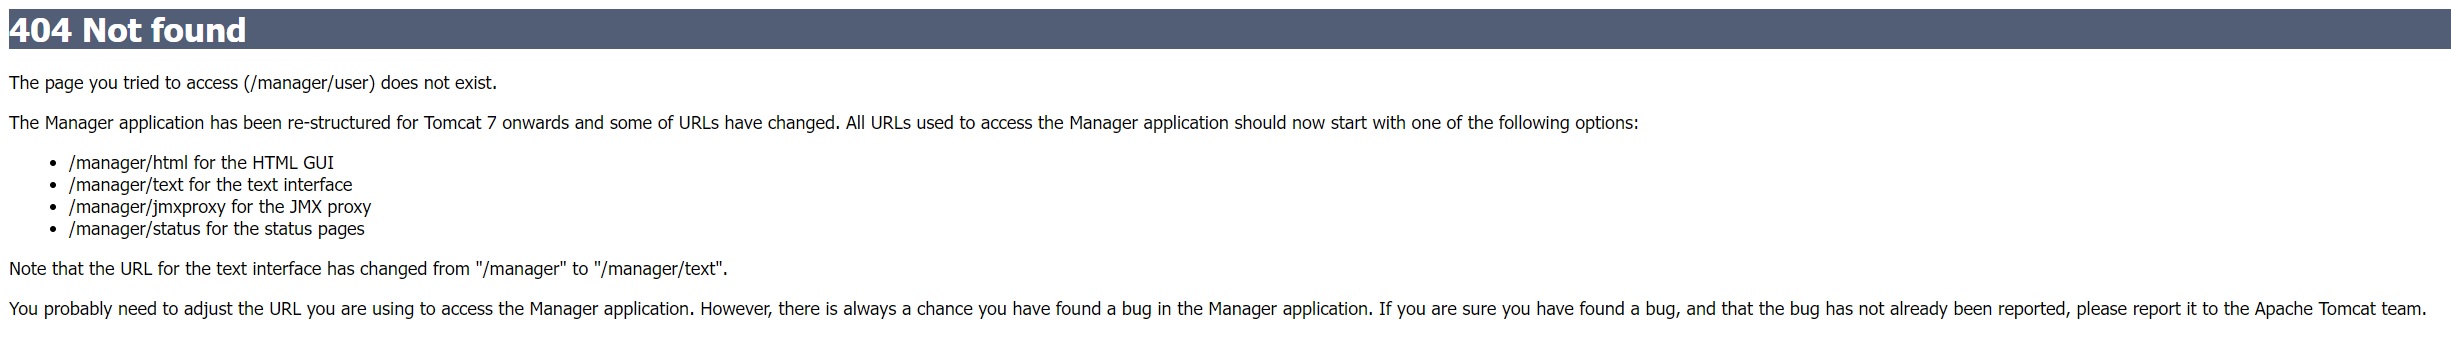 404 Not found
The page you tried to access (/manager/user) does not exist.
The Manager application has been re-structured for Tomcat 7 onwards and some of URLs have changed. All URLs used to access the Manager application should now start with one of the following options:
• /manager/html for the HTML GUI
• /manager/text for the text interface
• /manager/jmxproxy for the JMX proxy
• /manager/status for the status pages
Note that the URL for the text interface has changed from "/manager" to "/manager/text".
You probably need to adjust the URL you are using to access the Manager application. However, there is always a chance you have found a bug in the Manager application. If you are sure you have found a bug, and that the bug has not already been reported, please report it to the Apache Tomcat team.